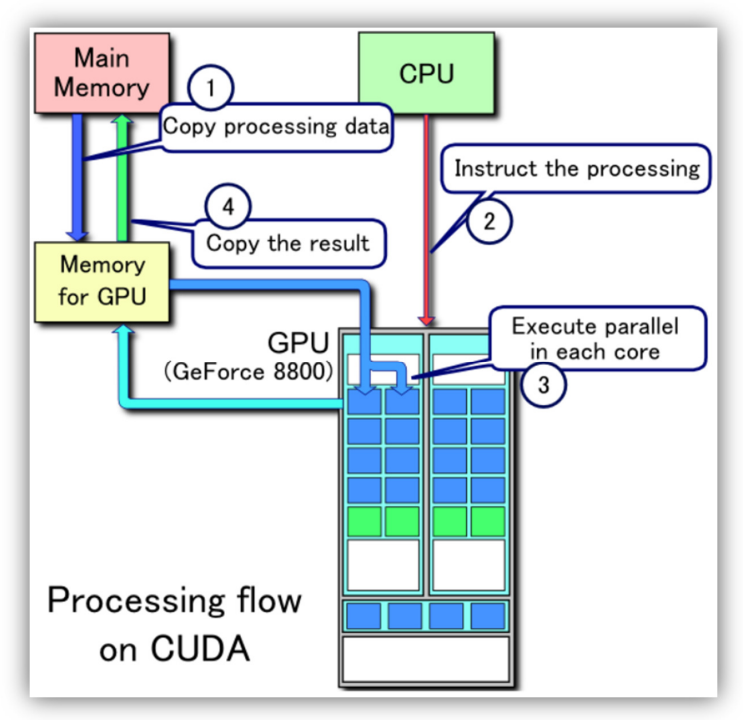 Main
Memory
CPU
1
Copy processing data
Instruct the processing
2
4
Copy the result
Memory
for GPU
GPU
(GeForce 8800)
Execute parallel
in each core
3
Processing flow
on CUDA